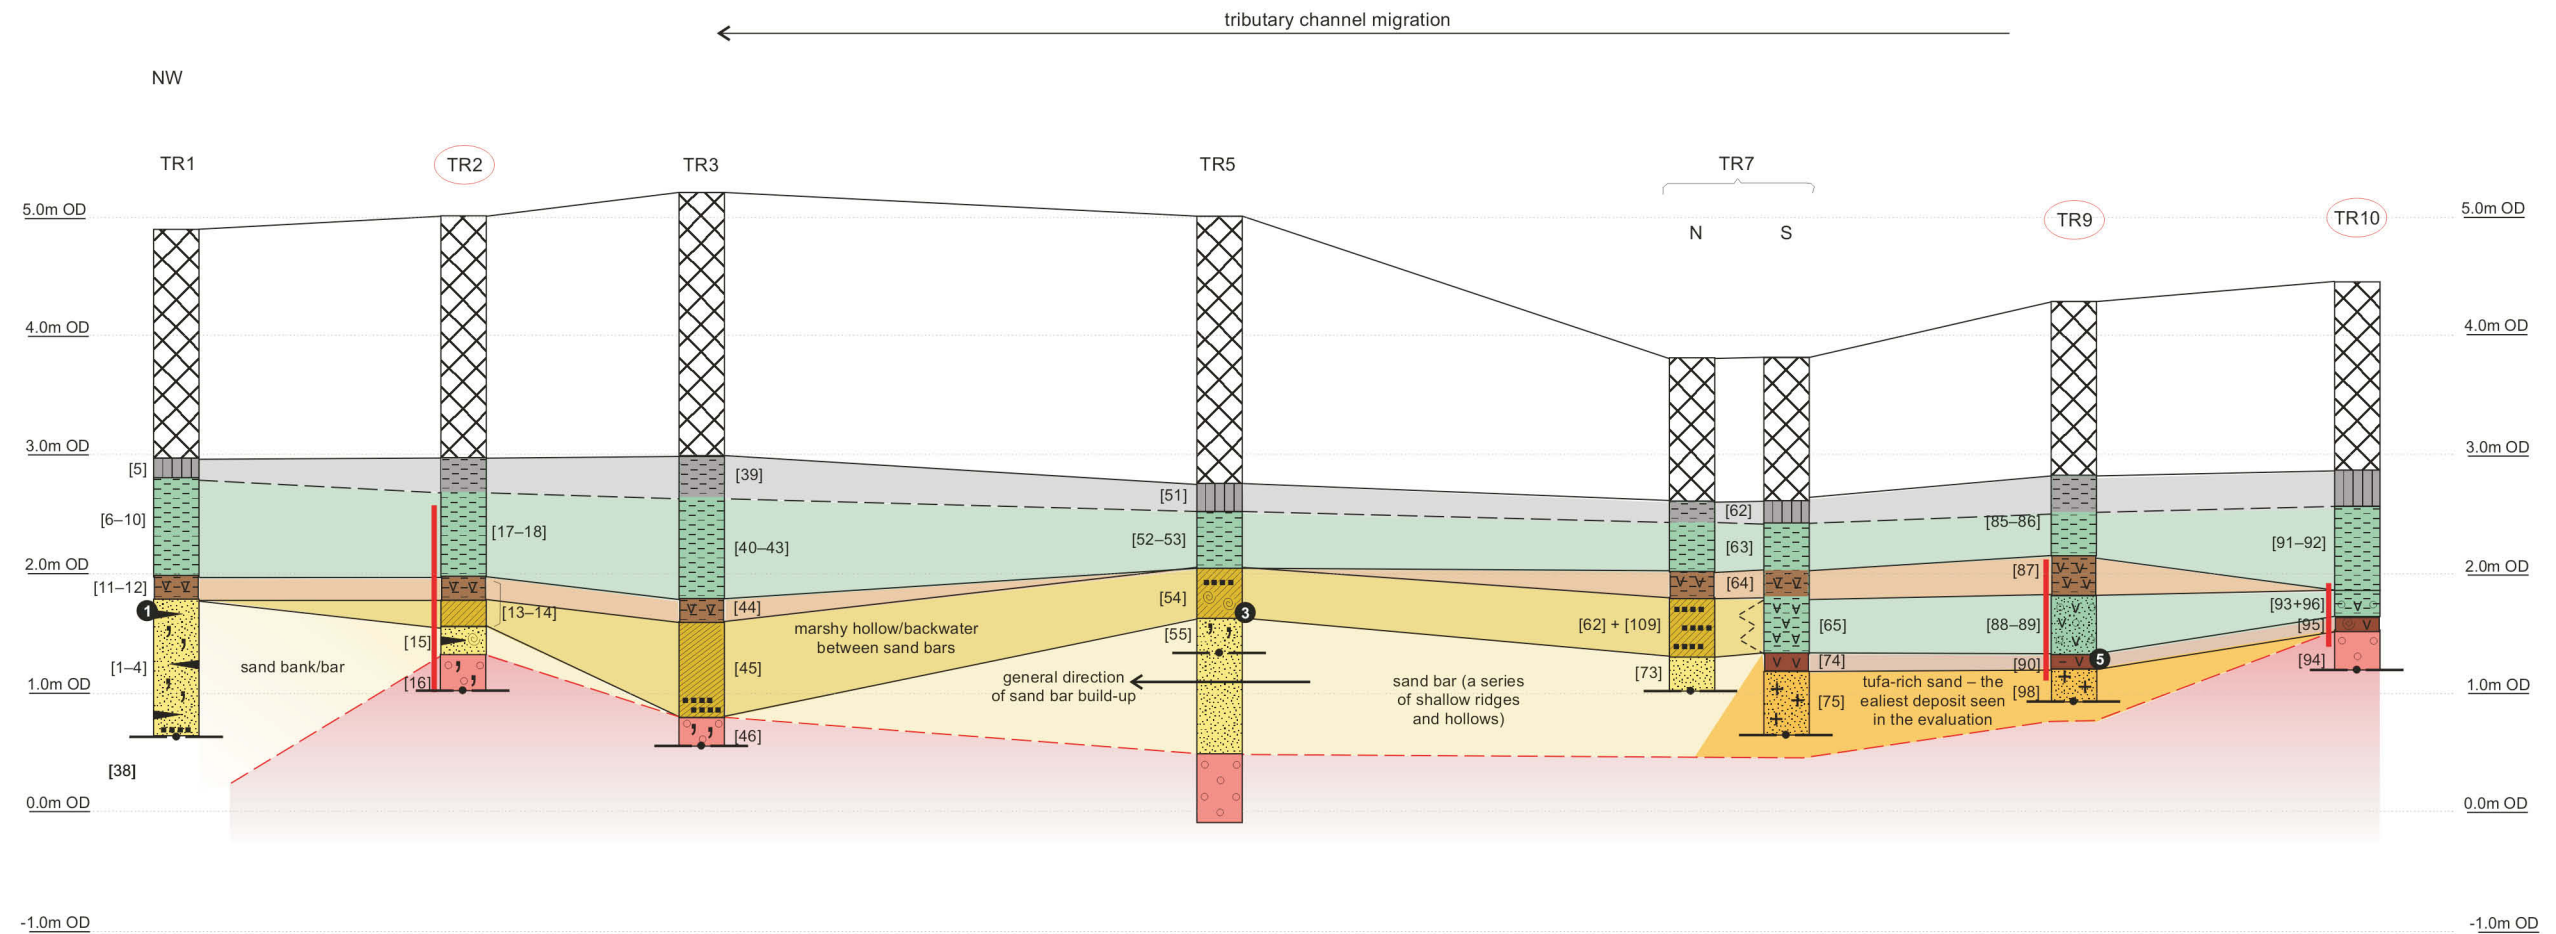 tributary channel migration
NW
TR1
TR2
TR3
TR5
TR7
N
S
TR9
TR10
5.0m OD
5.0m OD
4.0m OD
4.0m OD
3.0m OD
3.0m OD
[5]
[39]
[51]
[62]
[85–86]
[6–10]
[17–18]
[40–43]
[52–53]
[63]
[91–92]
2.0m OD
2.0m OD
[11–12]
[13–14]
[44]
[54]
[64]
[87]
[93+96]
1
3
5
[15]
[55]
[62] + [109]
[65]
[88–89]
[95]
marshy hollow/backwater
between sand bars
[1–4]
sand bank/bar
[16]
[45]
[73]
[74]
[90]
[94]
general direction
of sand bar build-up
sand bar (a series
of shallow ridges
and hollows)
[75]
tufa-rich sand – the
ealiest deposit seen
in the evaluation
[98]
1.0m OD
1.0m OD
[46]
[38]
0.0m OD
0.0m OD
-1.0m OD
-1.0m OD